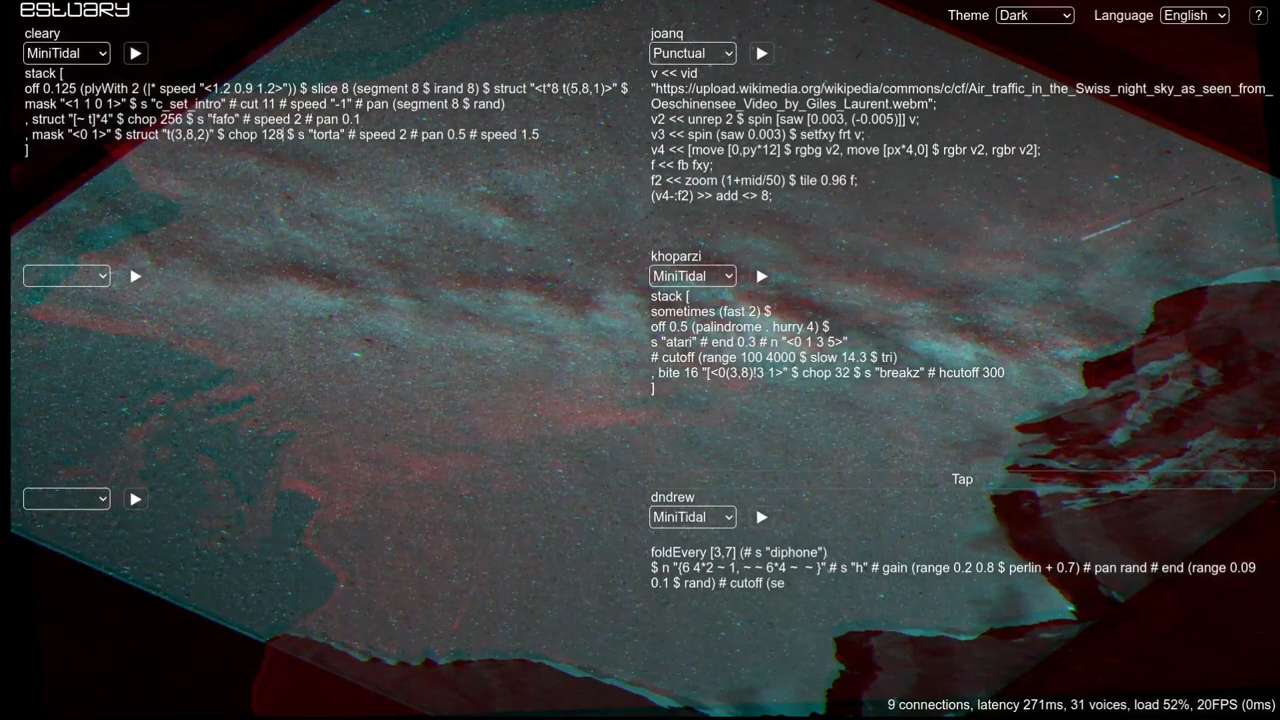 estuary
Theme Dark Language English ?
cleary
MiniTidal
stack [
off 0.125 (plyWith 2 (|* speed "<1.2 0.9 1.2>")) $ slice 8 (segment 8 $ irand 8) $ struct "<t*8 t(5,8,1)>" $
mask "<1 1 0 1>" $ s "c_set_intro" # cut 11 # speed "-1" # pan (segment 8 $ rand)
, struct "[~ t]*4" $ chop 256 $ s "fafo" # speed 2 # pan 0.1
, mask "<0 1>" $ struct "t(3,8,2)" $ chop 128 $ s "torta" # speed 2 # pan 0.5 # speed 1.5
]
joanq
Punctual
v << vid
"https://upload.wikimedia.org/wikipedia/commons/c/cf/Air_traffic_in_the_Swiss_night_sky_as_seen_from_
Oeschinensee_Video_by_Giles_Laurent.webm";
v2 << unrep 2 $ spin [saw [0.003, (-0.005)]] v;
v3 << spin (saw 0.003) $ setfxy frt v;
v4 << [move [0,py*12] $ rgbg v2, move [px*4,0] $ rgbr v2, rgbr v2];
f << fb fxy;
f2 << zoom (1+mid/50) $ tile 0.96 f;
(v4-:f2) >> add <> 8;
khoparzi
MiniTidal
stack [
sometimes (fast 2) $
off 0.5 (palindrome . hurry 4) $
s "atari" # end 0.3 # n "<0 1 3 5>"
# cutoff (range 100 4000 $ slow 14.3 $ tri)
, bite 16 "[<0(3,8)!3 1>" $ chop 32 $ s "breakz" # hcutoff 300
]
Tap
dndrew
MiniTidal
foldEvery [3,7] (# s "diphone")
$ n "{6 4*2 ~ 1, ~ ~ 6*4 ~ ~ }" # s "h" # gain (range 0.2 0.8 $ perlin + 0.7) # pan rand # end (range 0.09
0.1 $ rand) # cutoff (se
9 connections, latency 271ms, 31 voices, load 52%, 20FPS (0ms)